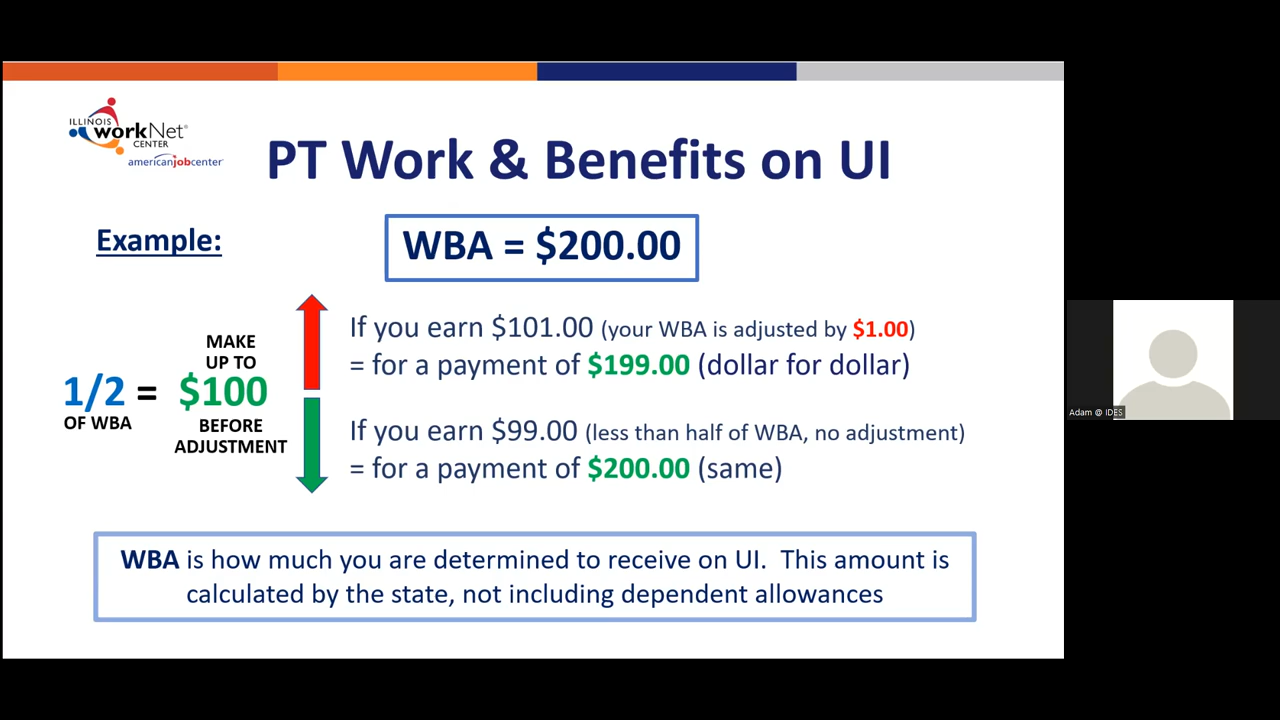 ILLINOIS
workNet®
CENTER
americanjobcenter®
PT Work & Benefits on UI
Example:
WBA = $200.00
MAKE
UP TO
1/2 = $100
OF WBA
BEFORE
ADJUSTMENT
If you earn $101.00 (your WBA is adjusted by $1.00)
= for a payment of $199.00 (dollar for dollar)
If you earn $99.00 (less than half of WBA, no adjustment)
= for a payment of $200.00 (same)
WBA is how much you are determined to receive on UI. This amount is
calculated by the state, not including dependent allowances
Adam @ IDES